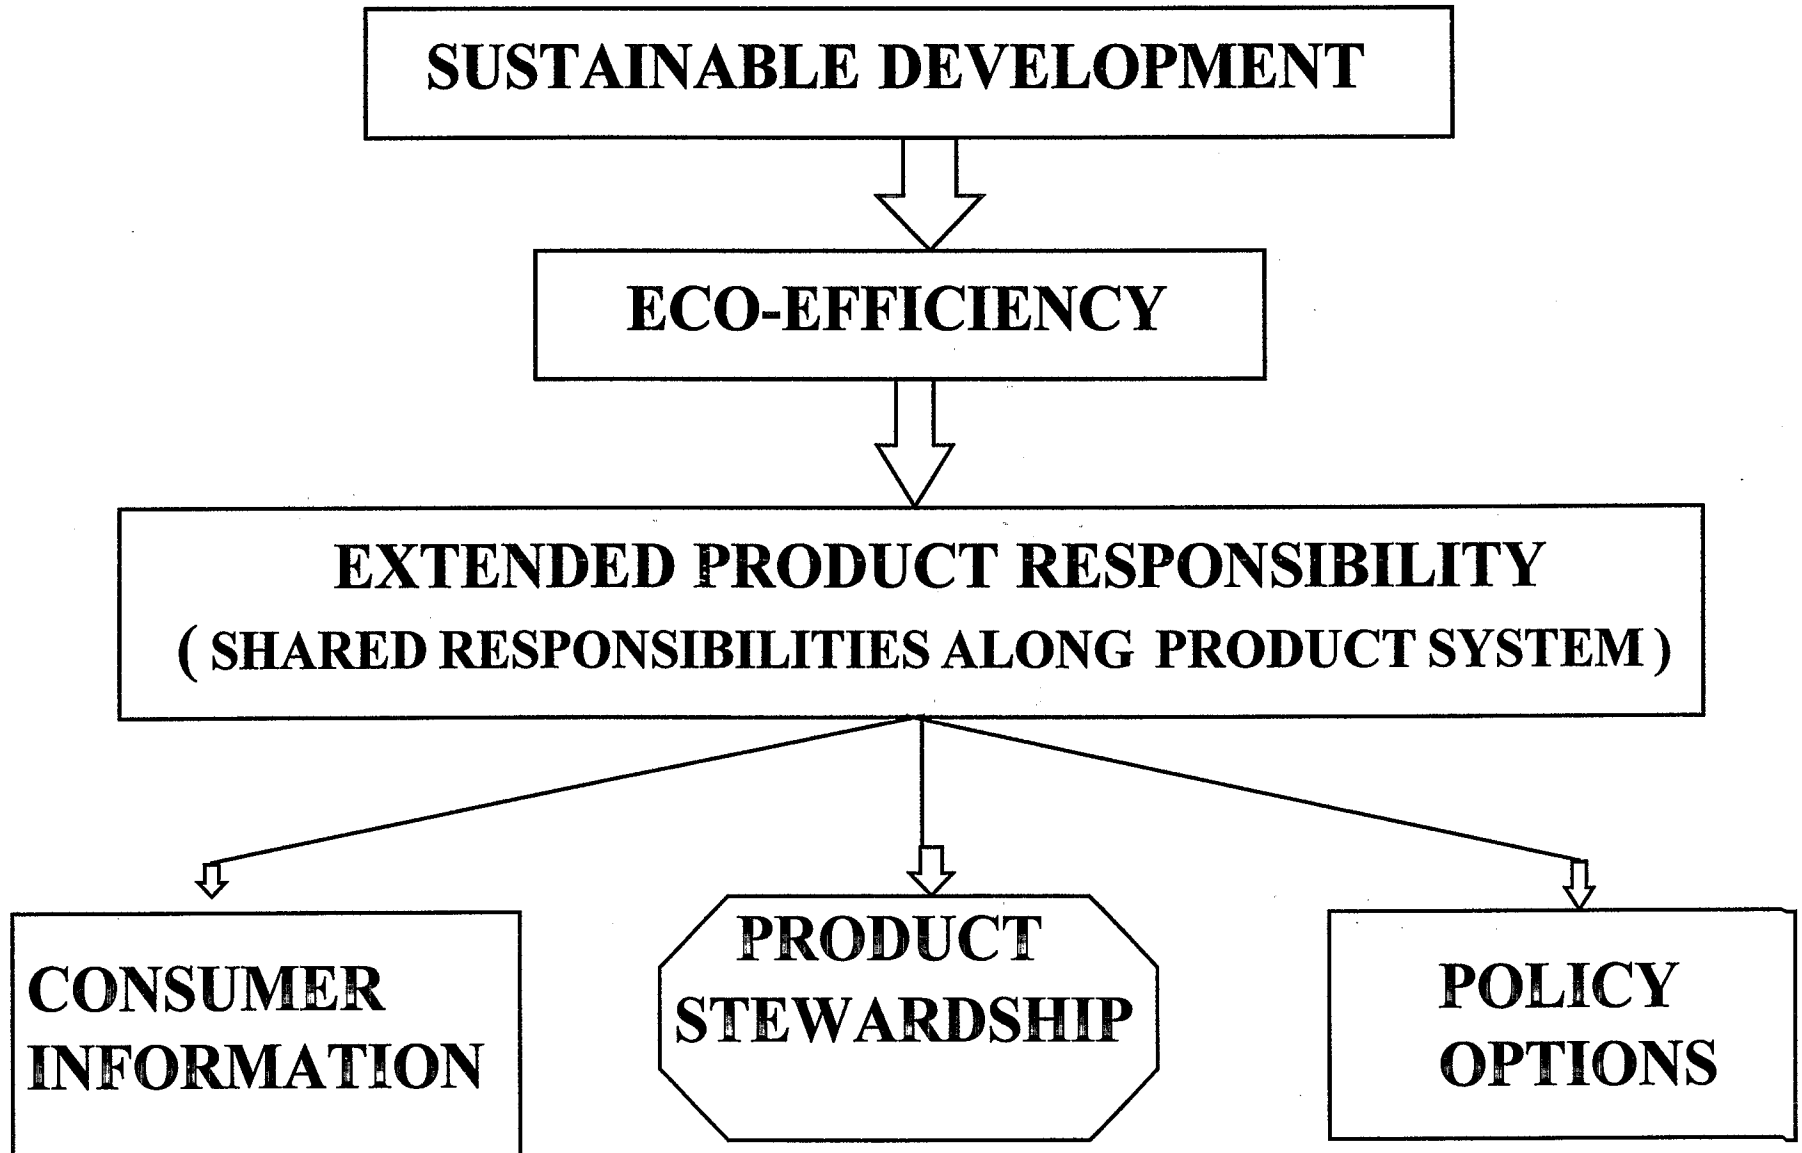 SUSTAINABLE DEVELOPMENT
ECO-EFFICIENCY
EXTENDED PRODUCT RESPONSIBILITY
( SHARED RESPONSIBILITIES ALONG PRODUCT SYSTEM )
CONSUMER
INFORMATION
PRODUCT
STEWARDSHIP
POLICY
OPTIONS